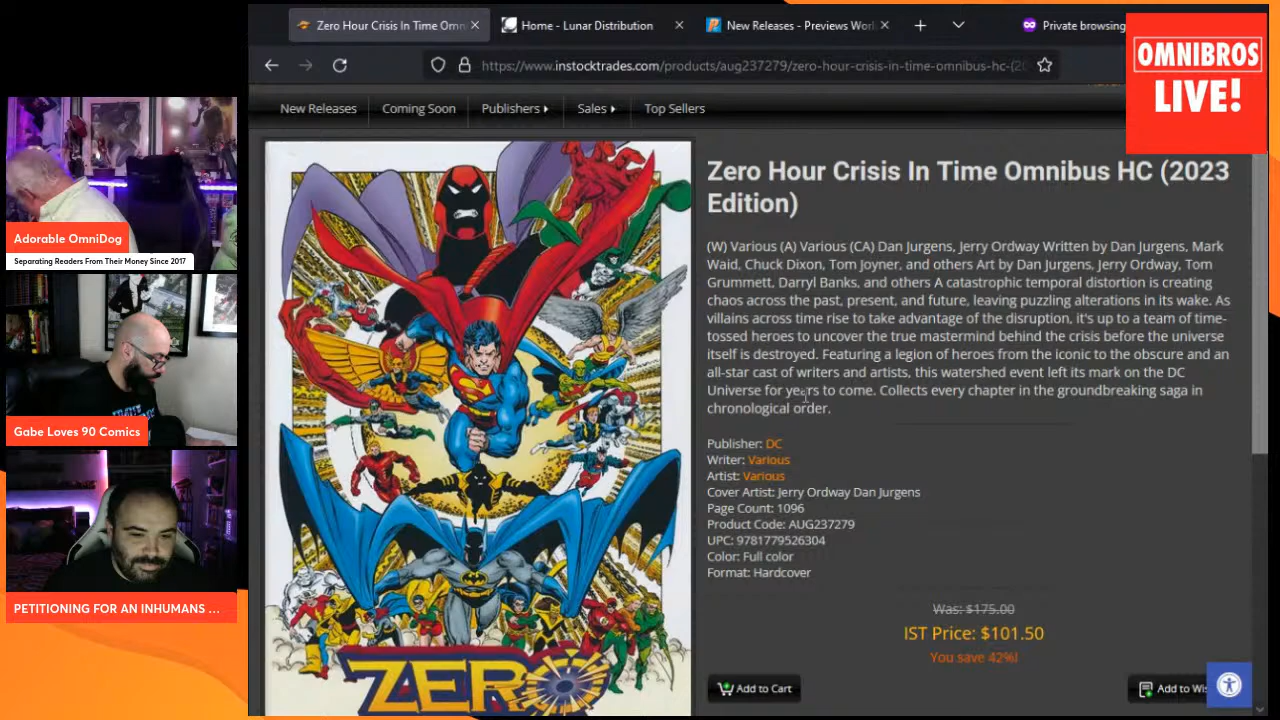 Zero Hour Crisis In Time Omn
Home - Lunar Distribution
New Releases - Previews Worl
Private browsing
https://www.instocktrades.com/products/aug237279/zero-hour-crisis-in-time-omnibus-hc-(20
OMNIBROS
LIVE!
New Releases
Coming Soon
Publishers
Sales
Top Sellers
Zero Hour Crisis In Time Omnibus HC (2023
Edition)
(W) Various (A) Various (CA) Dan Jurgens, Jerry Ordway Written by Dan Jurgens, Mark
Waid, Chuck Dixon, Tom Joyner, and others Art by Dan Jurgens, Jerry Ordway, Tom
Grummett, Darryl Banks, and others A catastrophic temporal distortion is creating
chaos across the past, present, and future, leaving puzzling alterations in its wake. As
villains across time rise to take advantage of the disruption, it's up to a team of time-
tossed heroes to uncover the true mastermind behind the crisis before the universe
itself is destroyed. Featuring a legion of heroes from the iconic to the obscure and an
all-star cast of writers and artists, this watershed event left its mark on the DC
Universe for years to come. Collects every chapter in the groundbreaking saga in
chronological order.
Publisher: DC
Writer: Various
Artist: Various
Cover Artist: Jerry Ordway Dan Jurgens
Page Count: 1096
Product Code: AUG237279
UPC: 9781779526304
Color: Full color
Format: Hardcover
Was: $175.00
IST Price: $101.50
You save 42%!
Add to Cart
Add to Wis
ZERO
Adorable OmniDog
Separating Readers From Their Money Since 2017
Gabe Loves 90 Comics
PETITIONING FOR AN INHUMANS ...